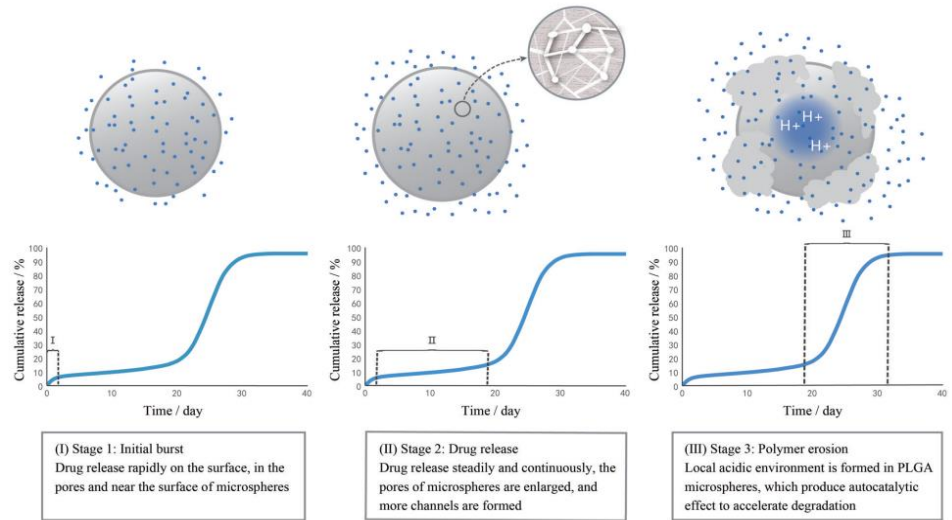 H+
H+
H+
Cumulative release / %
100
90
80
70
60
50
40
30
20
10
0
I
0
10
20
30
40
Time / day
Cumulative release / %
100
90
80
70
60
50
40
30
20
10
0
II
0
10
20
30
40
Time / day
Cumulative release / %
100
90
80
70
60
50
40
30
20
10
0
III
0
10
20
30
40
Time / day
(I) Stage 1: Initial burst
Drug release rapidly on the surface, in the
pores and near the surface of microspheres
(II) Stage 2: Drug release
Drug release steadily and continuously, the
pores of microspheres are enlarged, and
more channels are formed
(III) Stage 3: Polymer erosion
Local acidic environment is formed in PLGA
microspheres, which produce autocatalytic
effect to accelerate degradation